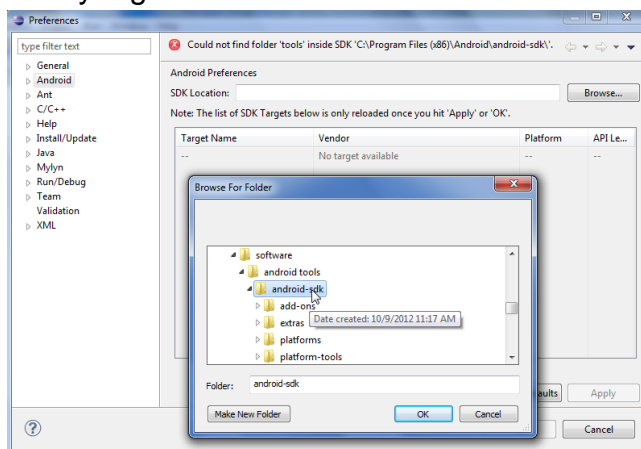 Preferences
type filter text
General
Android
Ant
C/C++
Help
Install/Update
Java
Mylyn
Run/Debug
Team
Validation
XML
Could not find folder 'tools' inside SDK 'C:\Program Files (x86)\Android\android-sdk\'.
Android Preferences
SDK Location:
Browse...
Note: The list of SDK Targets below is only reloaded once you hit 'Apply' or 'OK'.
Target Name Vendor Platform API Le...
-- No target available -- --
Browse For Folder
software
android tools
android-sdk
add-ons
Date created: 10/9/2012 11:17 AM
extras
platforms
platform-tools
Folder: android-sdk
Make New Folder OK Cancel
aults Apply
Cancel